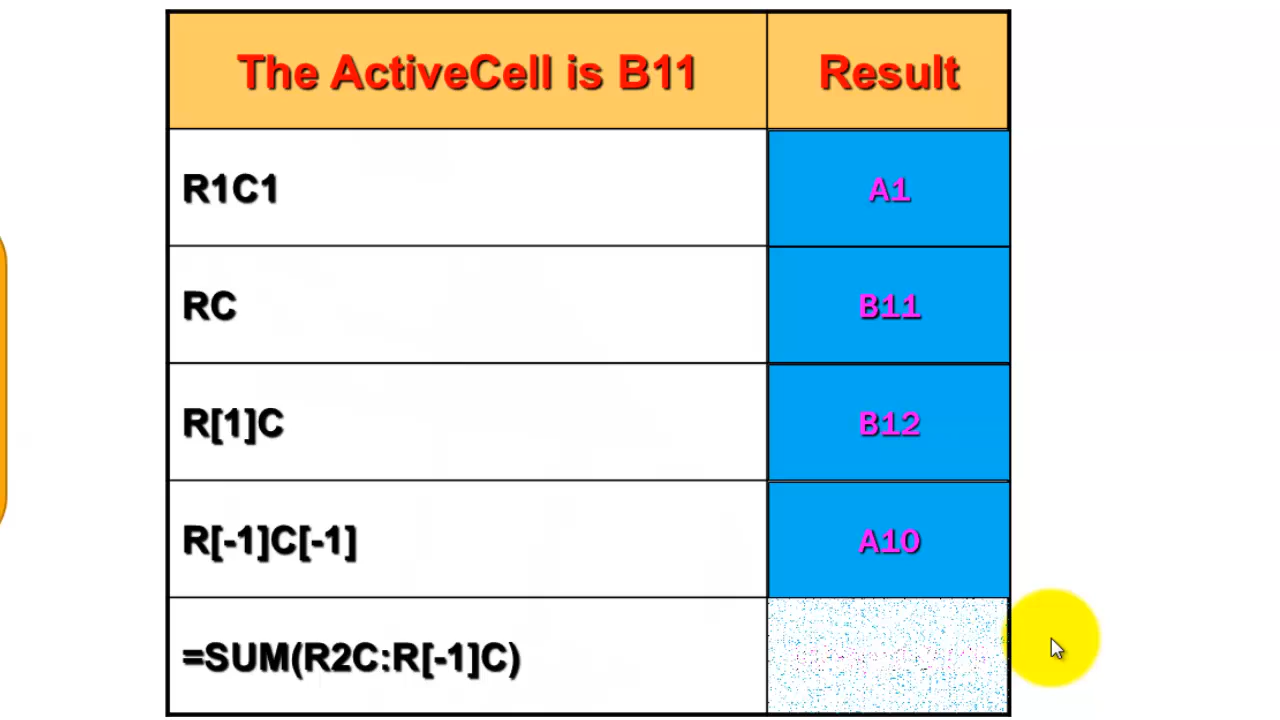 The ActiveCell is B11 Result
R1C1 A1
RC B11
R[1]C B12
R[-1]C[-1] A10
=SUM(R2C:R[-1]C)